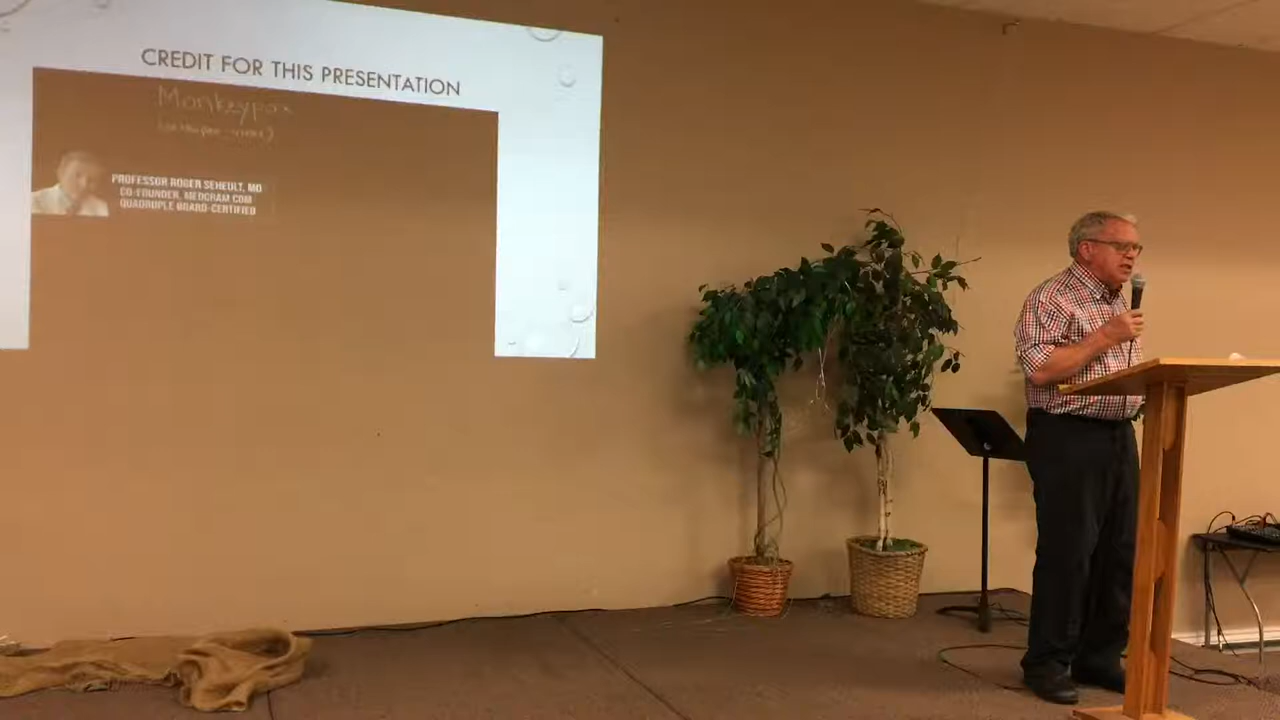 CREDIT FOR THIS PRESENTATION
Monkeypox
PROFESSOR ROGER SEHEULT, MD
CO-FOUNDER, MEDCRAM.COM
QUADRUPLE BOARD-CERTIFIED